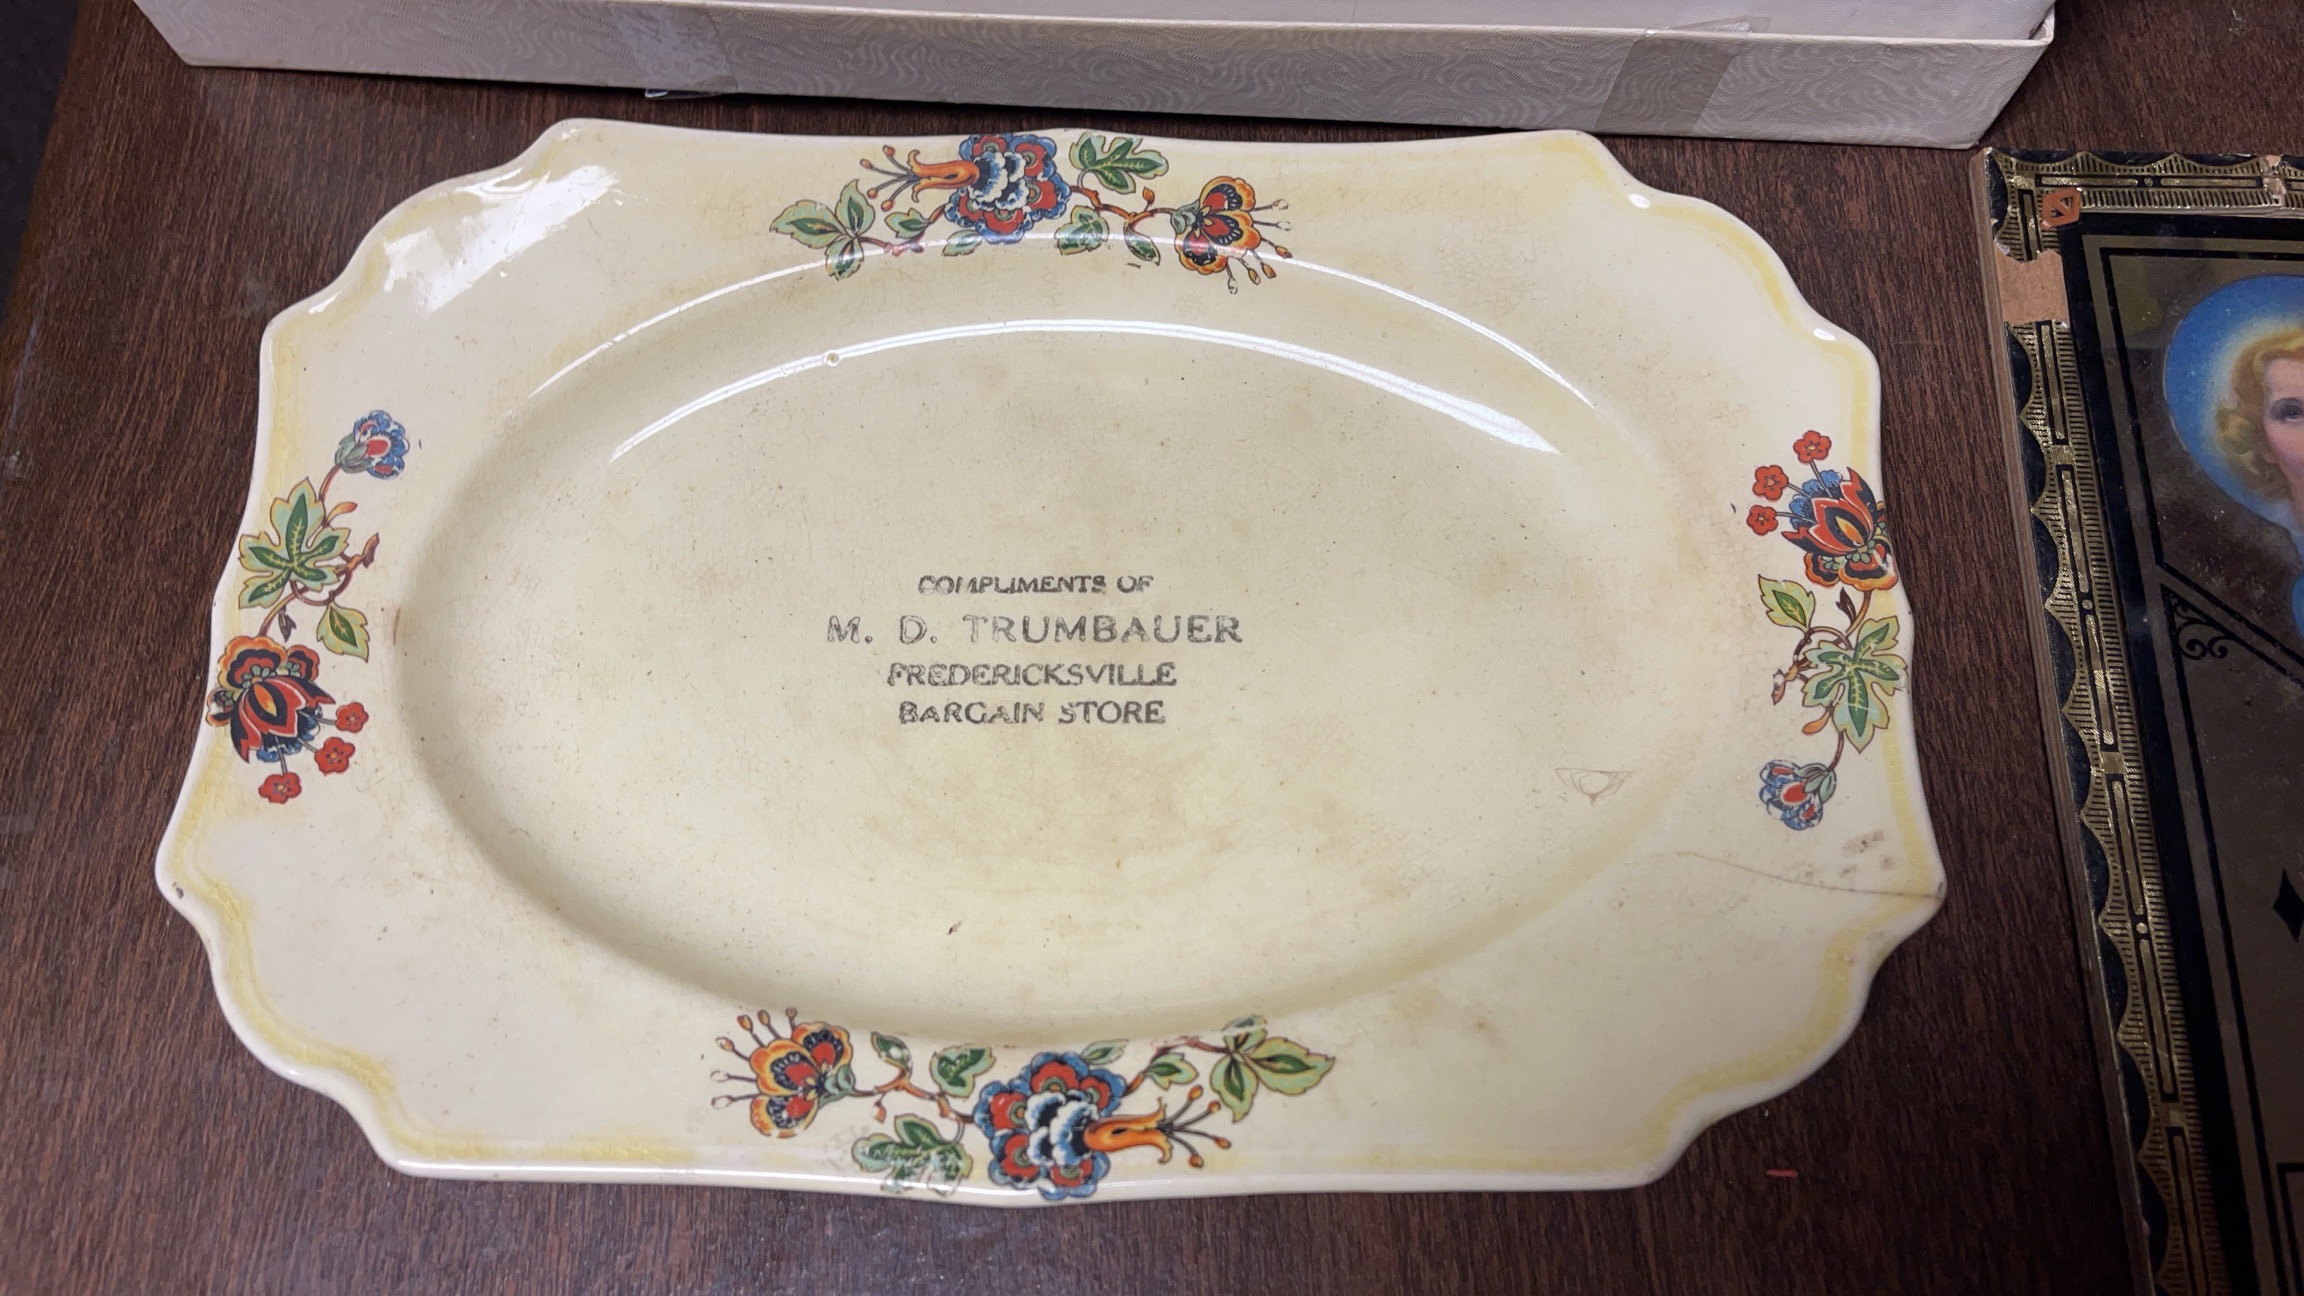 COMPLIMENTS OF
M. D. TRUMBAUER
FREDERICKSVILLE
BARGAIN STORE